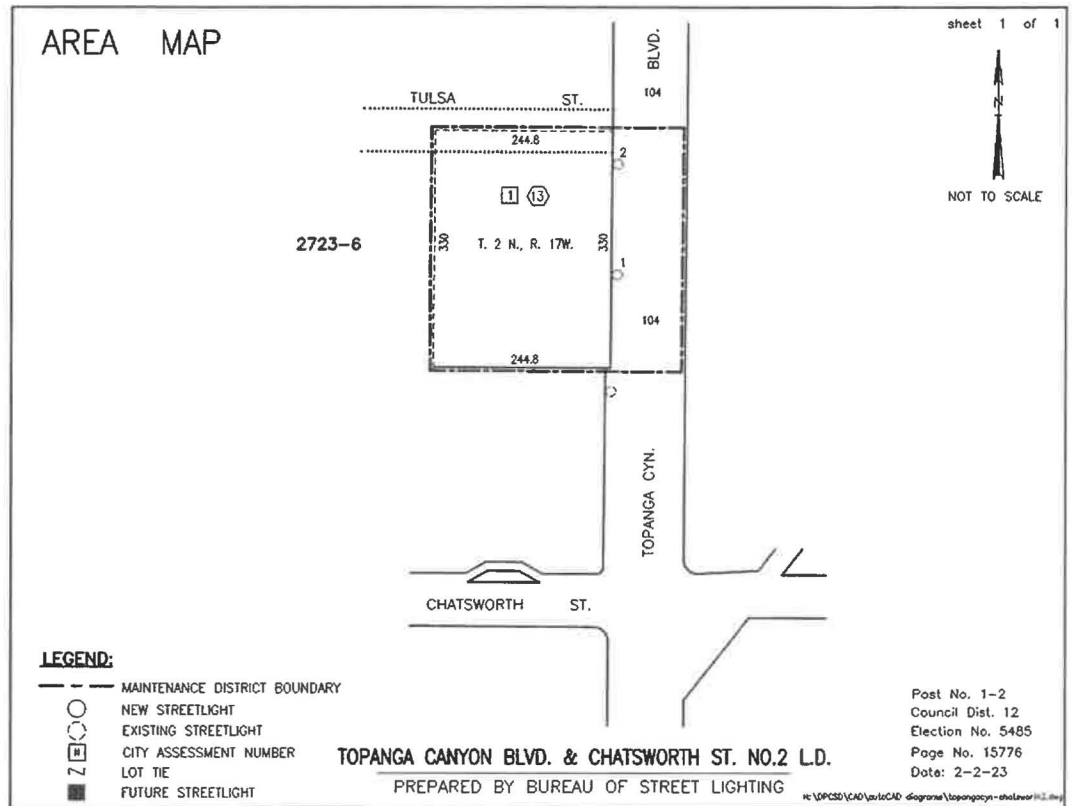 AREA MAP
sheet 1 of 1
BLVD.
104
TULSA ST.
244.8
2
N
NOT TO SCALE
1 13
2723-6
330
T. 2 N., R. 17W.
330
1
104
244.8
TOPANGA CYN.
CHATSWORTH ST.
LEGEND:
MAINTENANCE DISTRICT BOUNDARY
NEW STREETLIGHT
EXISTING STREETLIGHT
# CITY ASSESSMENT NUMBER
Z LOT TIE
FUTURE STREETLIGHT
TOPANGA CANYON BLVD. & CHATSWORTH ST. NO.2 L.D.
PREPARED BY BUREAU OF STREET LIGHTING
Post No. 1-2
Council Dist. 12
Election No. 5485
Page No. 15776
Date: 2-2-23